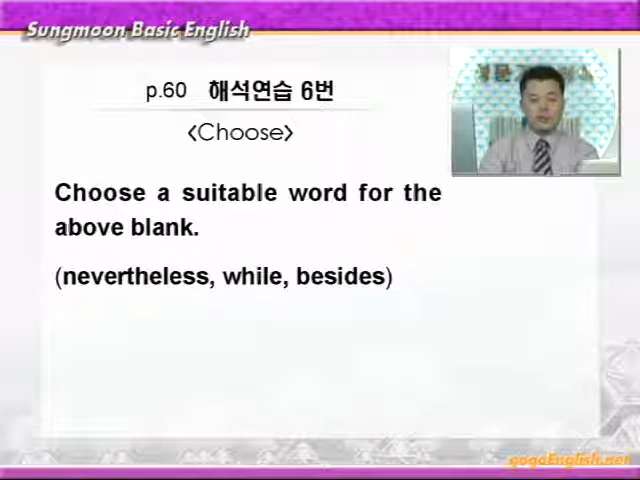 Sungmoon Basic English
p.60 해석연습 6번
<Choose>
Choose a suitable word for the
above blank.
(nevertheless, while, besides)
gogoEnglish.net